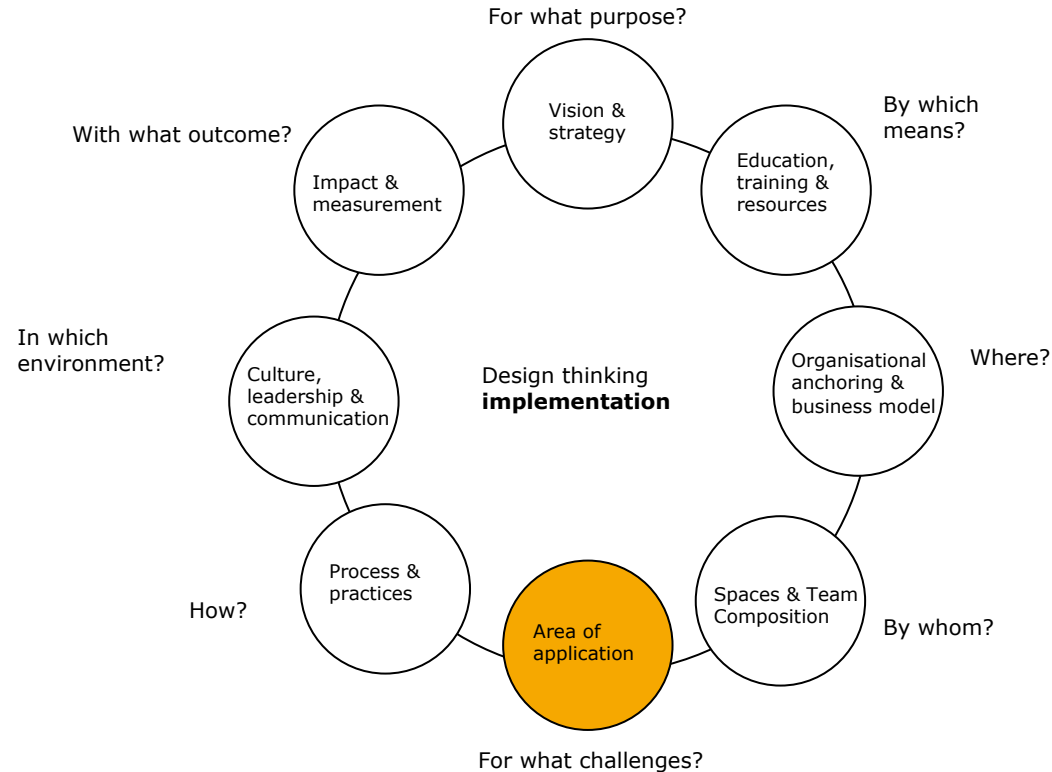 For what purpose?
Vision &
strategy
By which
means?
Education,
training &
resources
Where?
Organisational
anchoring &
business model
By whom?
Spaces & Team
Composition
For what challenges?
Area of
application
How?
Process &
practices
In which
environment?
Culture,
leadership &
communication
With what outcome?
Impact &
measurement
Design thinking
implementation